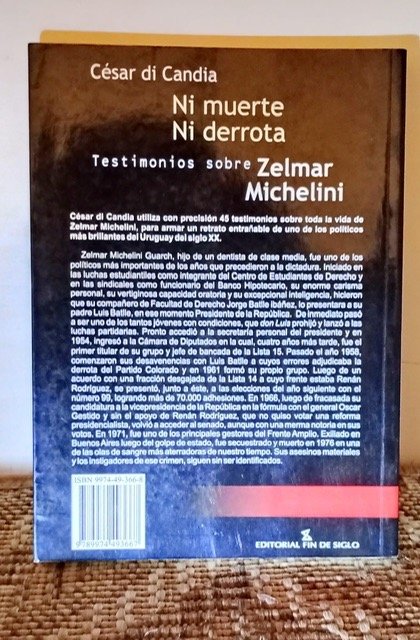 César di Candia
Ni muerte
Ni derrota
Testimonios sobre Zelmar
Michelini
César di Candia utiliza con precisión 45 testimonios sobre toda la vida de
Zelmar Michelini, para armar un retrato entrañable de uno de los políticos
más brillantes del Uruguay del siglo XX.
Zelmar Michelini Guarch, hijo de un dentista de clase media, fue uno de los
políticos más importantes de los años que precedieron a la dictadura. Iniciado en
las luchas estudiantiles como integrante del Centro de Estudiantes de Derecho y
en las sindicales como funcionario del Banco Hipotecario, su enorme carisma
personal, su vertiginosa capacidad oratoria y su excepcional inteligencia, hicieron
que su compañero de Facultad de Derecho Jorge Batlle Ibáñez, lo presentara a su
padre Luis Batlle, en ese momento Presidente de la República. De inmediato pasó
a ser uno de los tantos jóvenes con condiciones, que don Luis prohijó y lanzó a las
luchas partidarias. Pronto accedió a la secretaría personal del presidente y en
1954, ingresó a la Cámara de Diputados en la cual, cuatro años más tarde, fue el
primer titular de su grupo y jefe de bancada de la Lista 15. Pasado el año 1958,
comenzaron sus desavenencias con Luis Batlle a cuyos errores adjudicaba la
derrota del Partido Colorado y en 1961 formó su propio grupo. Luego de un
acuerdo con una fracción desgajada de la Lista 14 a cuyo frente estaba Renán
Rodríguez, se presentó, junto a éste, a las elecciones del año siguiente con el
número 99, logrando más de 70.000 adhesiones. En 1966, luego de fracasada su
candidatura a la vicepresidencia de la República en la fórmula con el general Oscar
Gestido y sin el apoyo de Renán Rodríguez, que no quiso votar una reforma
presidencialista, volvió a acceder al senado, aunque con una merma notoria en sus
votos. En 1971, fue uno de los principales gestores del Frente Amplio. Exiliado en
Buenos Aires luego del golpe de estado, fue secuestrado y muerto en 1976 en una
de las olas de sangre más aterradoras de nuestro tiempo. Sus asesinos materiales
y los instigadores de ese crimen, siguen sin ser identificados.
ISBN 9974-49-366-8
9789974493667
EDITORIAL FIN DE SIGLO